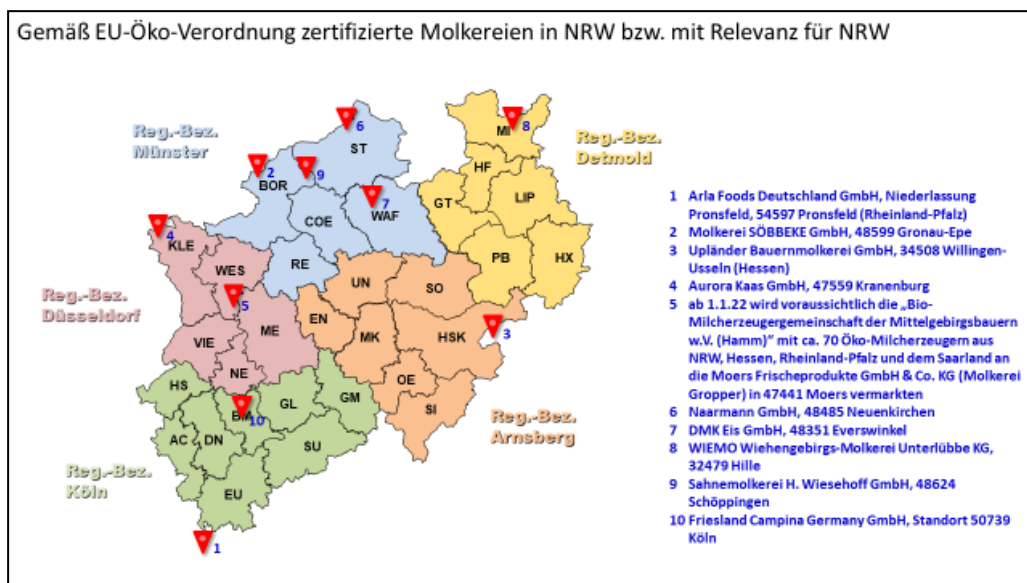 Gemäß EU-Öko-Verordnung zertifizierte Molkereien in NRW bzw. mit Relevanz für NRW
6
8
Reg.-Bez.
Münster
ST
MI
Reg.-Bez.
Detmold
2
9
HF
BOR
7
WAF
GT
LIP
COE
4
KLE
WES
RE
PB
HX
UN
SO
Reg.-Bez.
Düsseldorf
5
ME
EN
MK
HSK
3
VIE
NE
OE
HS
BM
10
GL
GM
SI
Reg.-Bez.
Arnsberg
AC
DN
SU
Reg.-Bez.
Köln
EU
1
1 Arla Foods Deutschland GmbH, Niederlassung
Pronsfeld, 54597 Pronsfeld (Rheinland-Pfalz)
2 Molkerei SÖBBEKE GmbH, 48599 Gronau-Epe
3 Upländer Bauernmolkerei GmbH, 34508 Willingen-
Usseln (Hessen)
4 Aurora Kaas GmbH, 47559 Kranenburg
5 ab 1.1.22 wird voraussichtlich die „Bio-
Milcherzeugergemeinschaft der Mittelgebirgsbauern
w.V. (Hamm)" mit ca. 70 Öko-Milcherzeugern aus
NRW, Hessen, Rheinland-Pfalz und dem Saarland an
die Moers Frischeprodukte GmbH & Co. KG (Molkerei
Gropper) in 47441 Moers vermarkten
6 Naarmann GmbH, 48485 Neuenkirchen
7 DMK Eis GmbH, 48351 Everswinkel
8 WIEMO Wiehengebirgs-Molkerei Unterlübbe KG,
32479 Hille
9 Sahnemolkerei H. Wiesehoff GmbH, 48624
Schöppingen
10 Friesland Campina Germany GmbH, Standort 50739
Köln